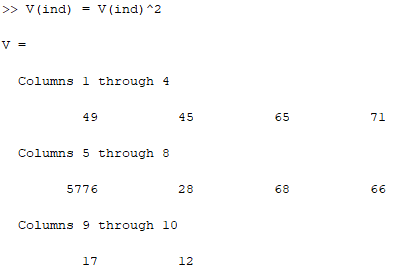 >> V(ind) = V(ind)^2
V =
Columns 1 through 4
49 45 65 71
Columns 5 through 8
5776 28 68 66
Columns 9 through 10
17 12